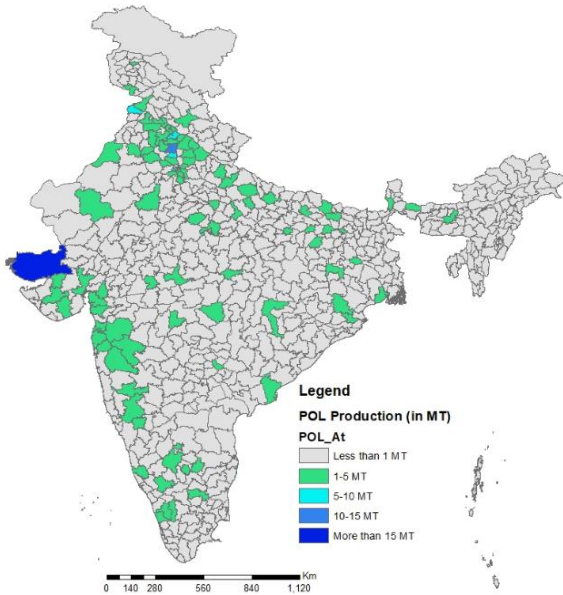 Legend
POL Production (in MT)
POL_At
Less than 1 MT
1-5 MT
5-10 MT
10-15 MT
More than 15 MT
Km
0 140 280 560 840 1,120